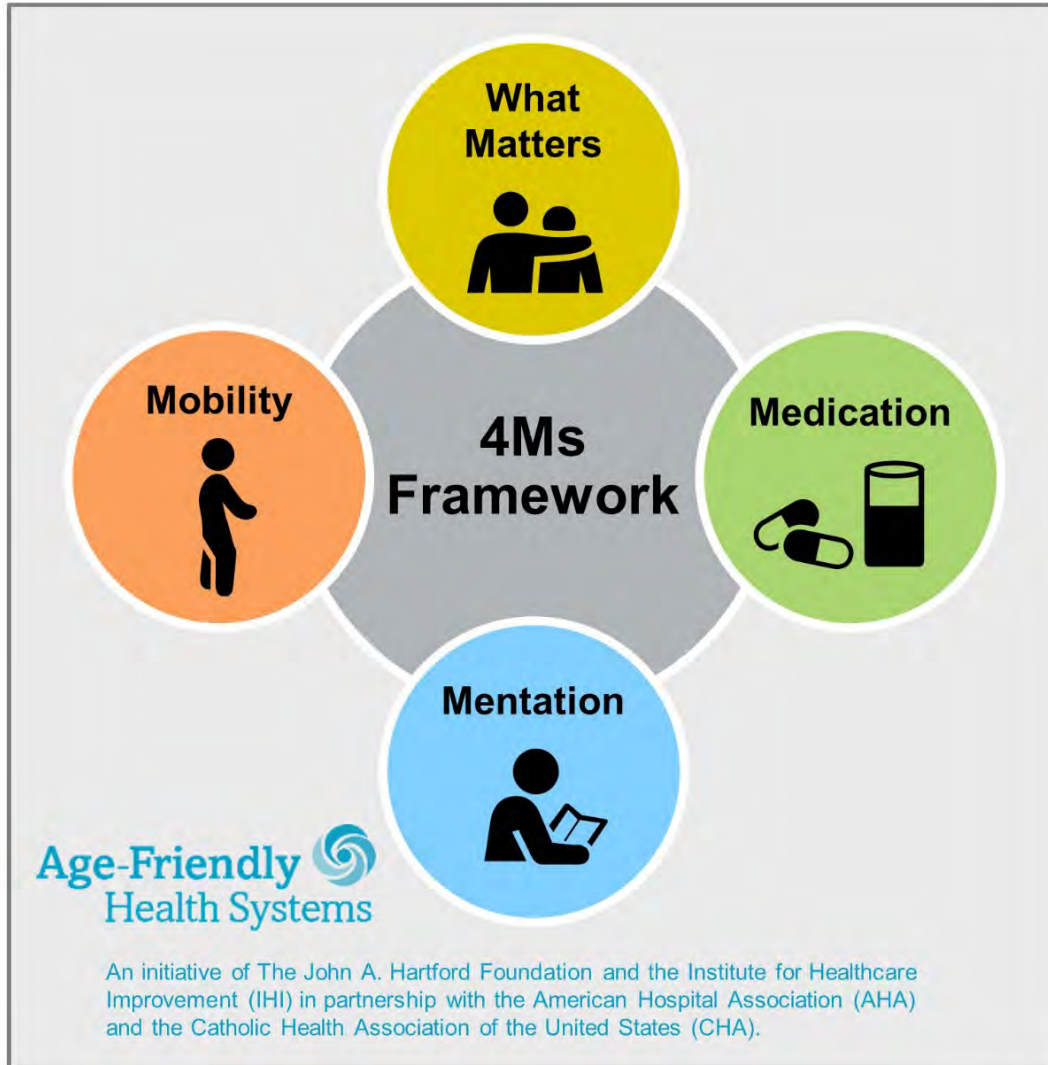 What
Matters
Mobility
4Ms
Framework
Medication
Mentation
Age-Friendly
Health Systems
An initiative of The John A. Hartford Foundation and the Institute for Healthcare
Improvement (IHI) in partnership with the American Hospital Association (AHA)
and the Catholic Health Association of the United States (CHA).